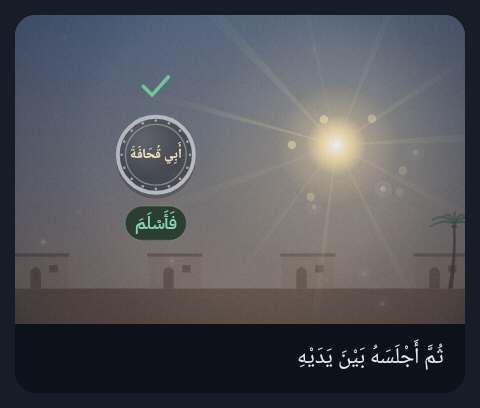 أَبِي قُحَافَةَ
فَأَسْلَمَ
ثُمَّ أَجْلَسَهُ بَيْنَ يَدَيْهِ